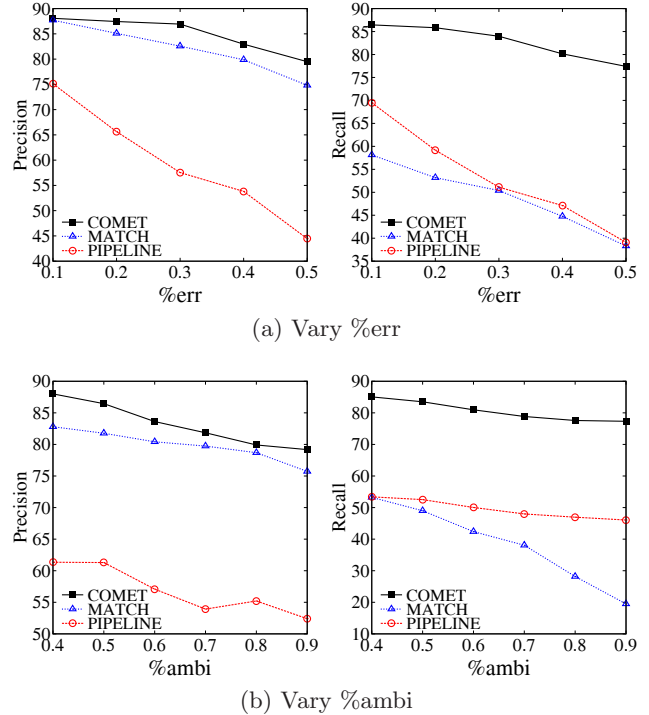 90
85
80
75
70
65
60
55
50
45
40
Precision
COMET
MATCH
PIPELINE
0.1 0.2 0.3 0.4 0.5
%err
90
85
80
75
70
65
60
55
50
45
40
35
Recall
COMET
MATCH
PIPELINE
0.1 0.2 0.3 0.4 0.5
%err
(a) Vary %err
90
85
80
75
70
65
60
55
50
Precision
COMET
MATCH
PIPELINE
0.4 0.5 0.6 0.7 0.8 0.9
%ambi
90
80
70
60
50
40
30
20
10
Recall
COMET
MATCH
PIPELINE
0.4 0.5 0.6 0.7 0.8 0.9
%ambi
(b) Vary %ambi